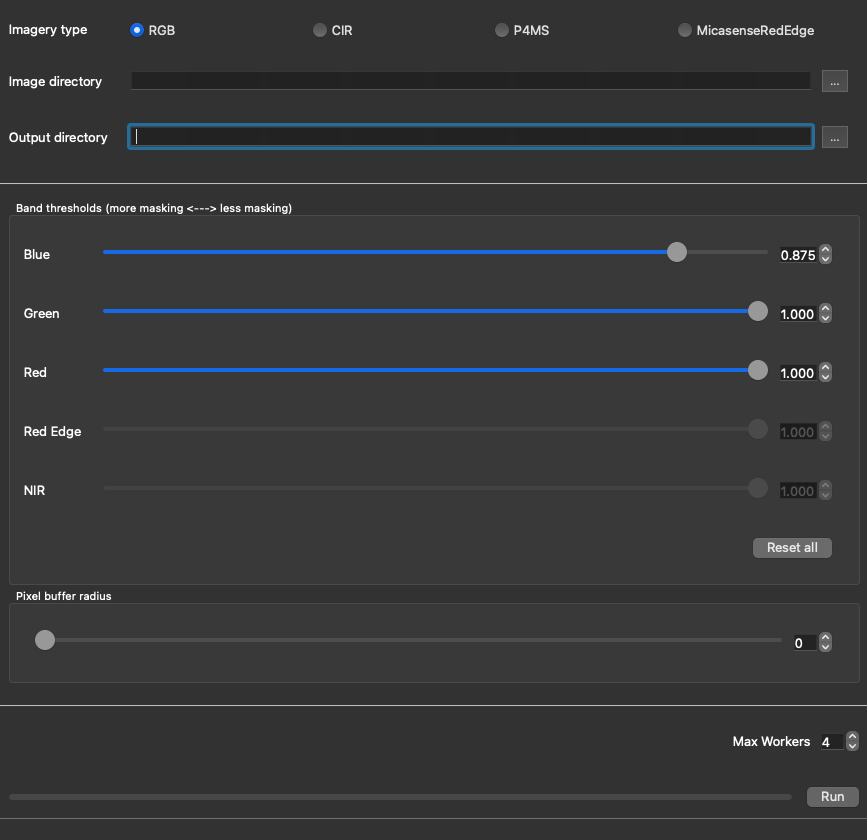 Imagery type RGB CIR P4MS MicasenseRedEdge
Image directory ...
Output directory ...
Band thresholds (more masking <---> less masking)
Blue 0.875
Green 1.000
Red 1.000
Red Edge 1.000
NIR 1.000
Reset all
Pixel buffer radius
0
Max Workers 4
Run